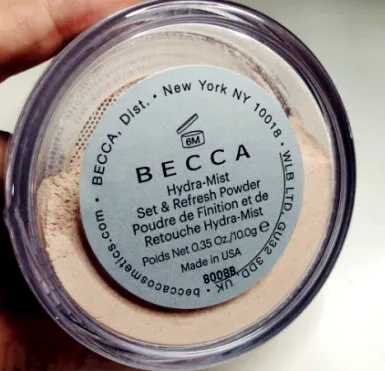 BECCA, Dist. • New York NY 10018 • WLB LTD, GU32 3DD, UK • beccacosmetics.com •
6M
BECCA
Hydra-Mist
Set & Refresh Powder
Poudre de Finition et de
Retouche Hydra-Mist
Poids Net 0.35 Oz./10.0g ℮
Made in USA
8008B